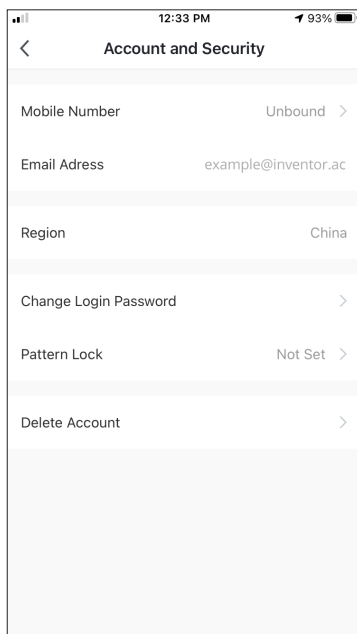 12:33 PM 93%
Account and Security
Mobile Number Unbound
Email Adress example@inventor.ac
Region China
Change Login Password
Pattern Lock Not Set
Delete Account